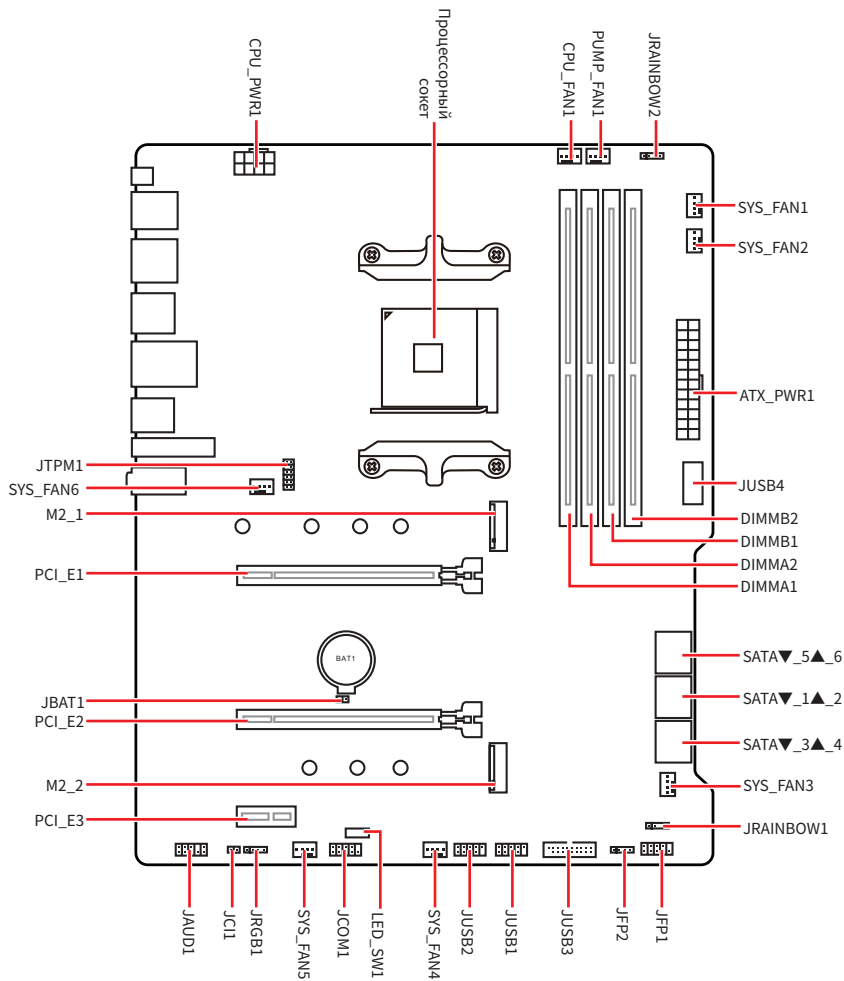 CPU_PWR1
Процессорный
сокет
CPU_FAN1
PUMP_FAN1
JRAINBOW2
SYS_FAN1
SYS_FAN2
ATX_PWR1
JTPM1
SYS_FAN6
JUSB4
M2_1
DIMMB2
DIMMB1
DIMMA2
PCI_E1
DIMMA1
BAT1
SATA▼_5▲_6
JBAT1
SATA▼_1▲_2
PCI_E2
SATA▼_3▲_4
M2_2
SYS_FAN3
PCI_E3
JRAINBOW1
JAUD1
JCI1
JRGB1
SYS_FAN5
JCOM1
LED_SW1
SYS_FAN4
JUSB2
JUSB1
JUSB3
JFP2
JFP1